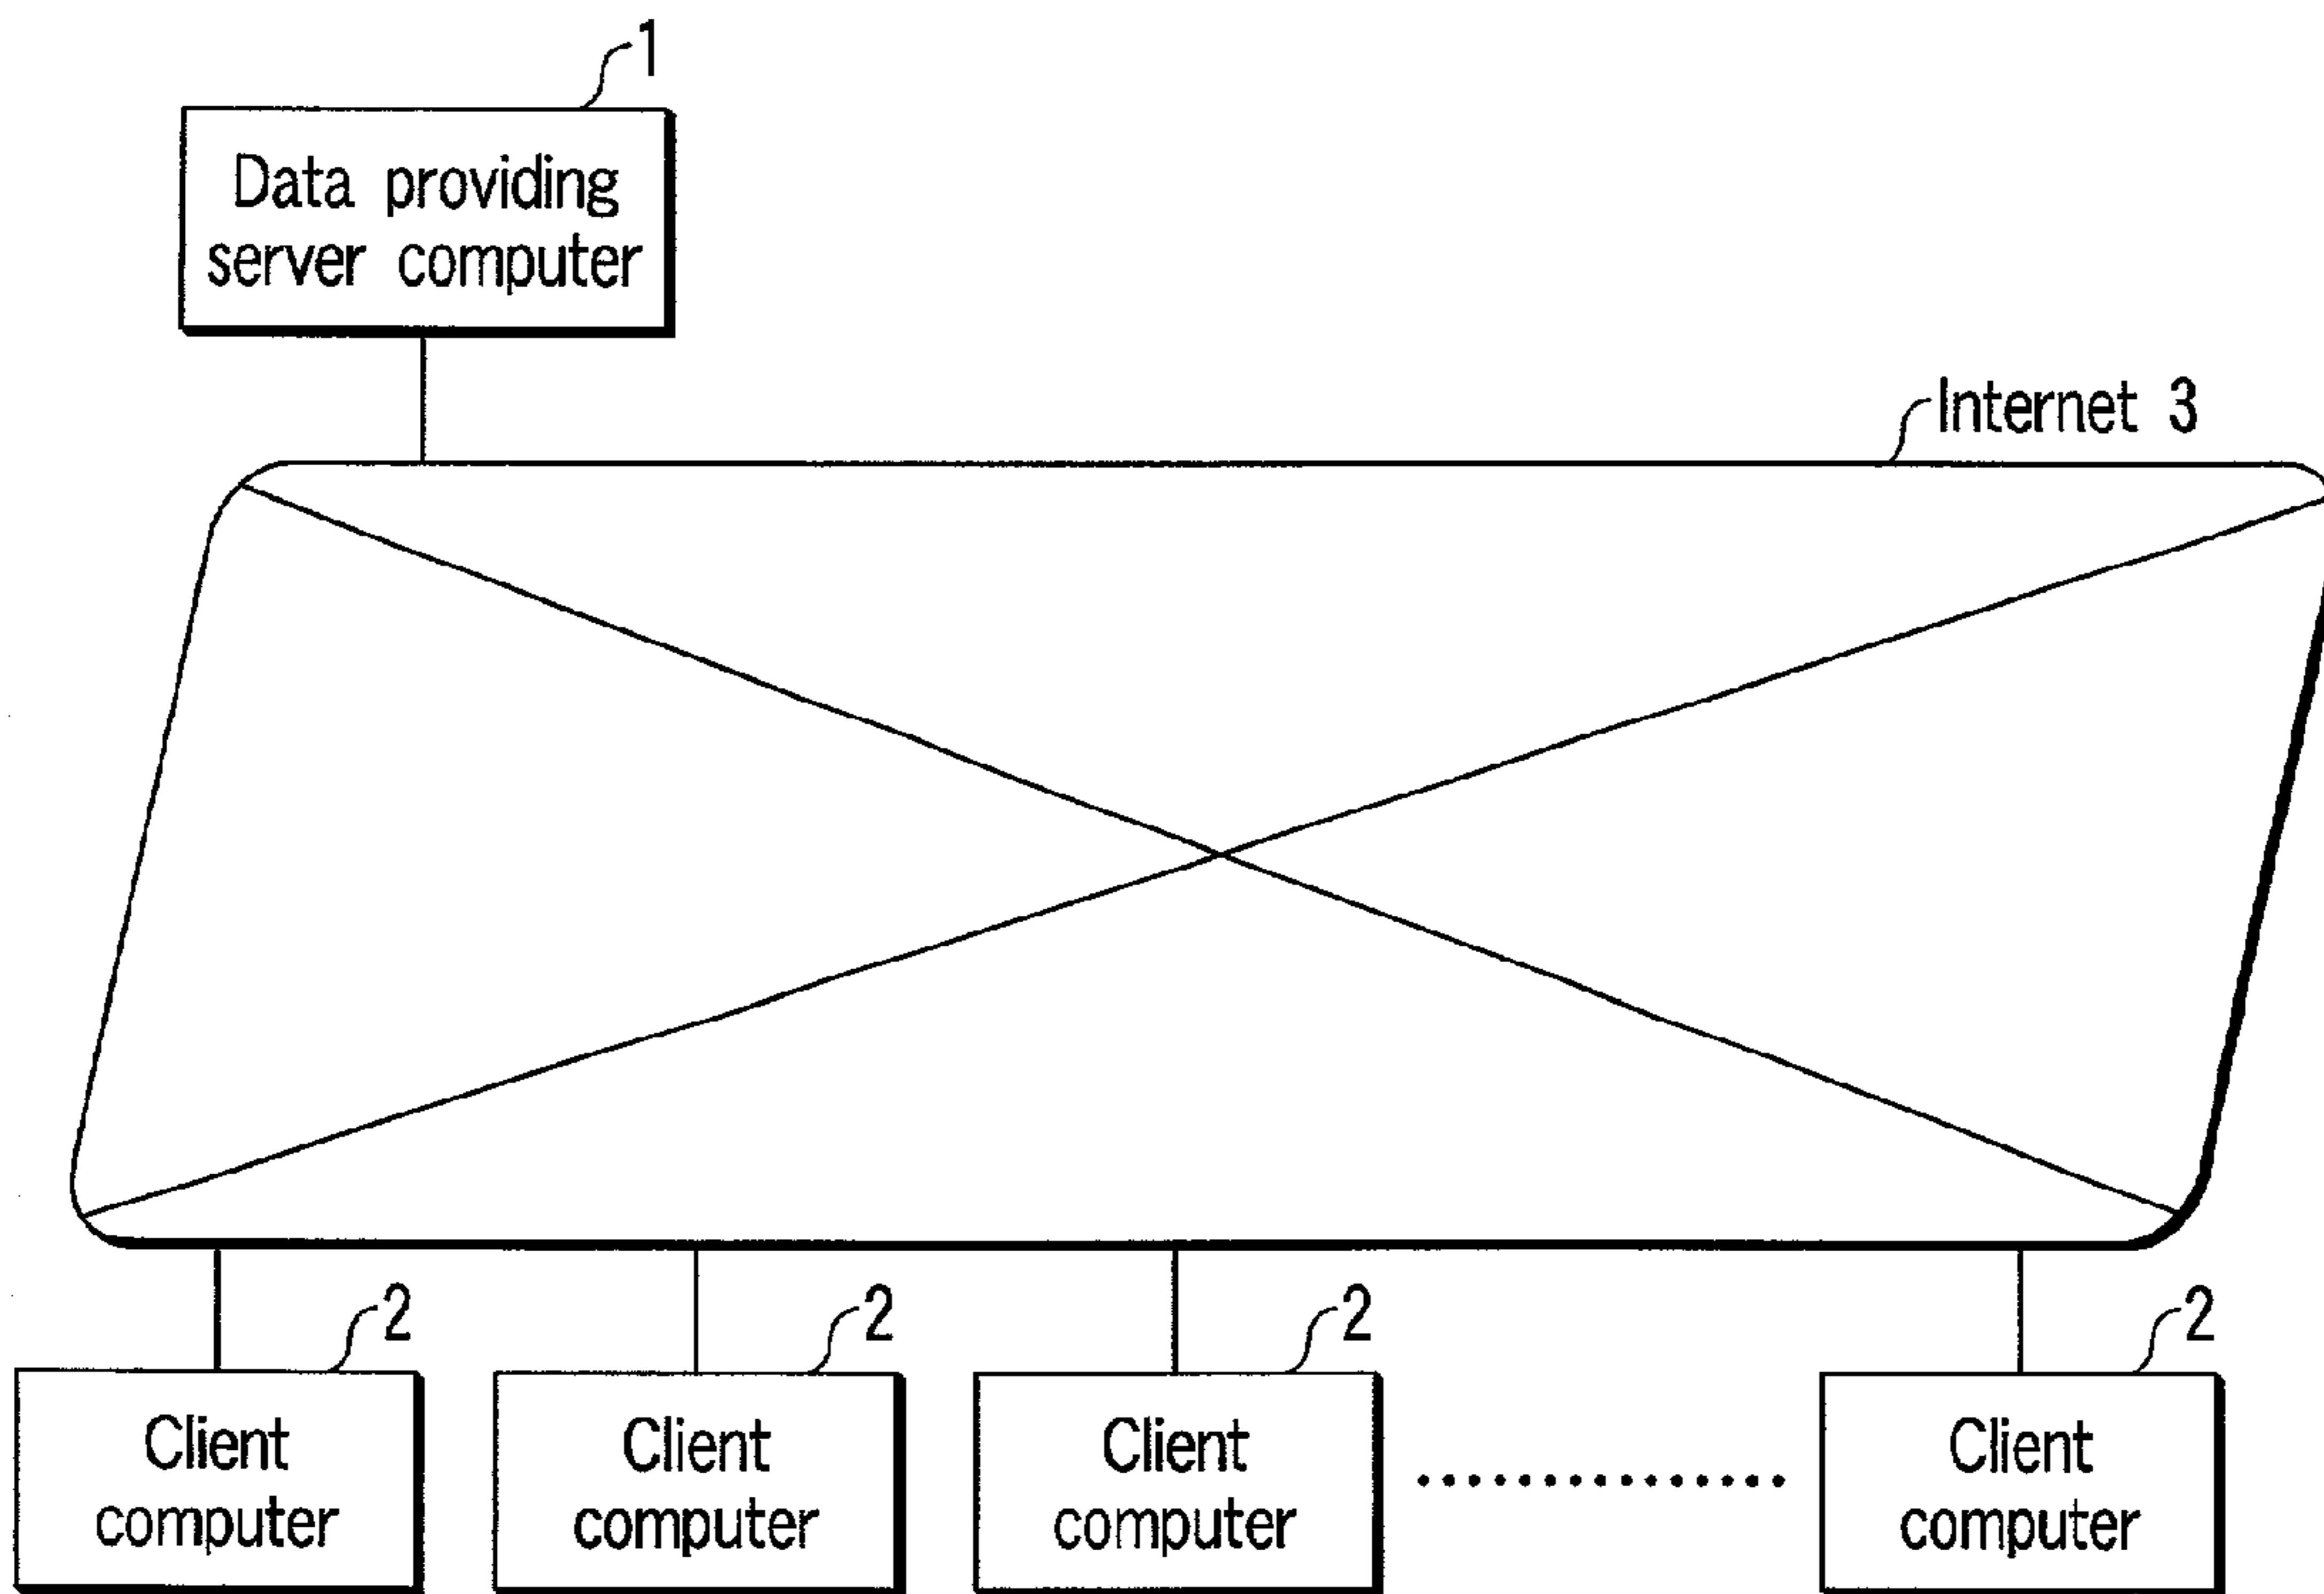 1
Data providing
server computer
Internet 3
2
2
2
2
Client
computer
Client
computer
Client
computer
Client
computer